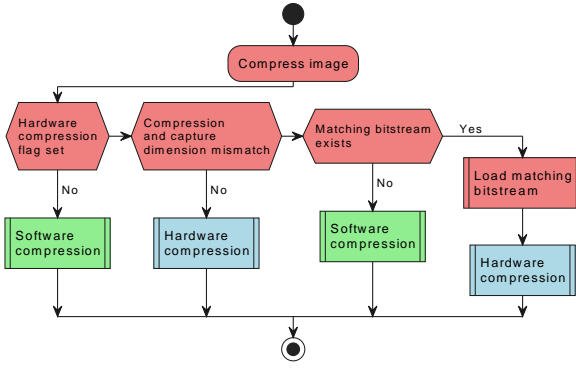 Compress image
Hardware
compression
flag set
Compression
and capture
dimension mismatch
Matching bitstream
exists
Yes
Load matching
bitstream
No
No
No
Software
compression
Hardware
compression
Software
compression
Hardware
compression